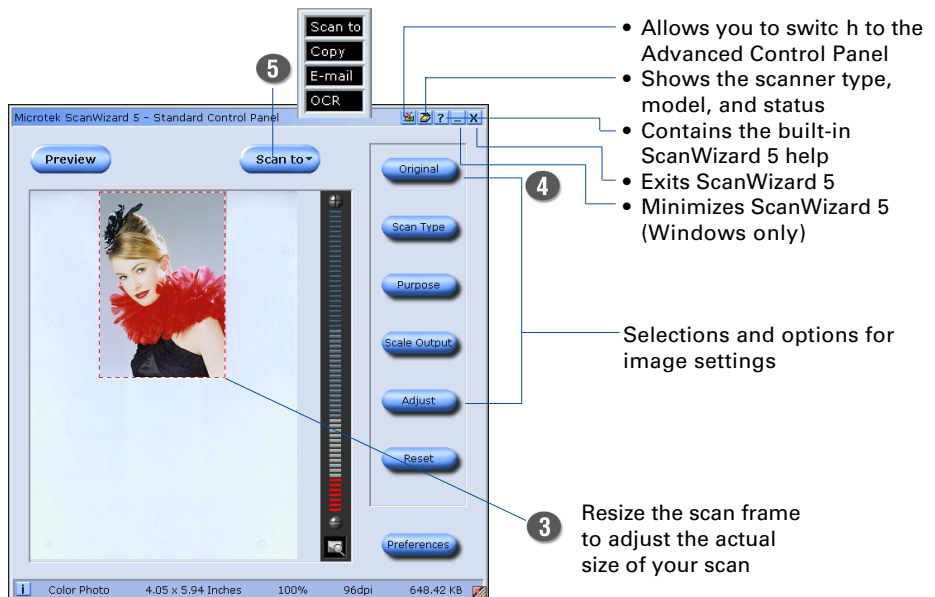 Scan to
Copy
E-mail
OCR
5
Microtek ScanWizard 5 - Standard Control Panel
? _ X
Preview
Scan to
Original
Scan Type
Purpose
Scale Output
Adjust
Reset
Preferences
i Color Photo 4.05 x 5.94 Inches 100% 96dpi 648.42 KB
• Allows you to switc h to the
Advanced Control Panel
• Shows the scanner type,
model, and status
• Contains the built-in
ScanWizard 5 help
• Exits ScanWizard 5
• Minimizes ScanWizard 5
(Windows only)
4
Selections and options for
image settings
3
Resize the scan frame
to adjust the actual
size of your scan